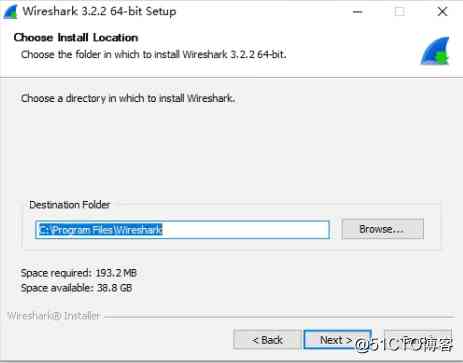 Wireshark 3.2.2 64-bit Setup
Choose Install Location
Choose the folder in which to install Wireshark 3.2.2 64-bit.
Choose a directory in which to install Wireshark.
Destination Folder
C:\Program Files\Wireshark
Browse...
Space required: 193.2 MB
Space available: 38.8 GB
Wireshark® Installer
< Back
Next >
@51CTO博客